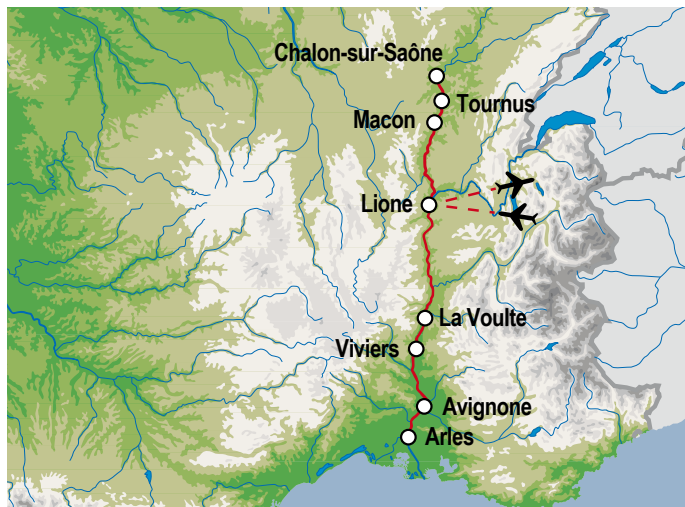 Chalon-sur-Saône
Tournus
Macon
Lione
La Voulte
Viviers
Avignone
Arles